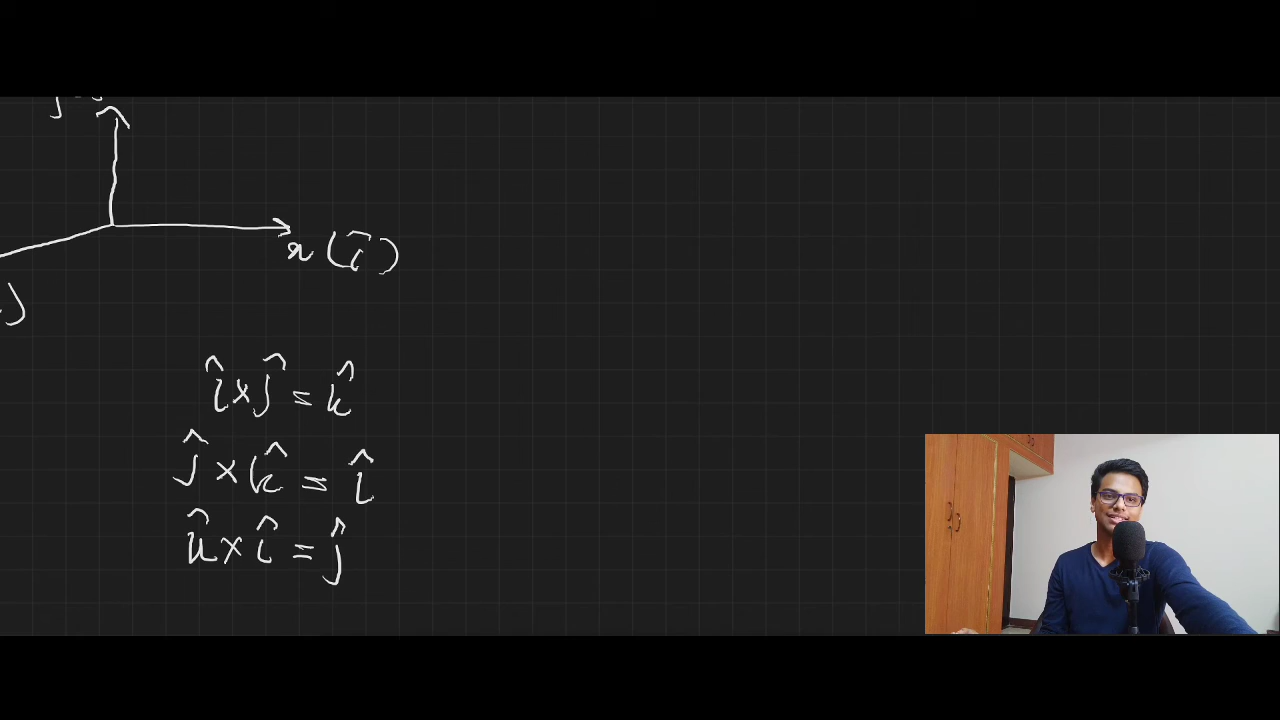 x (î)
î × ĵ = k̂
ĵ × k̂ = î
k̂ × î = ĵ